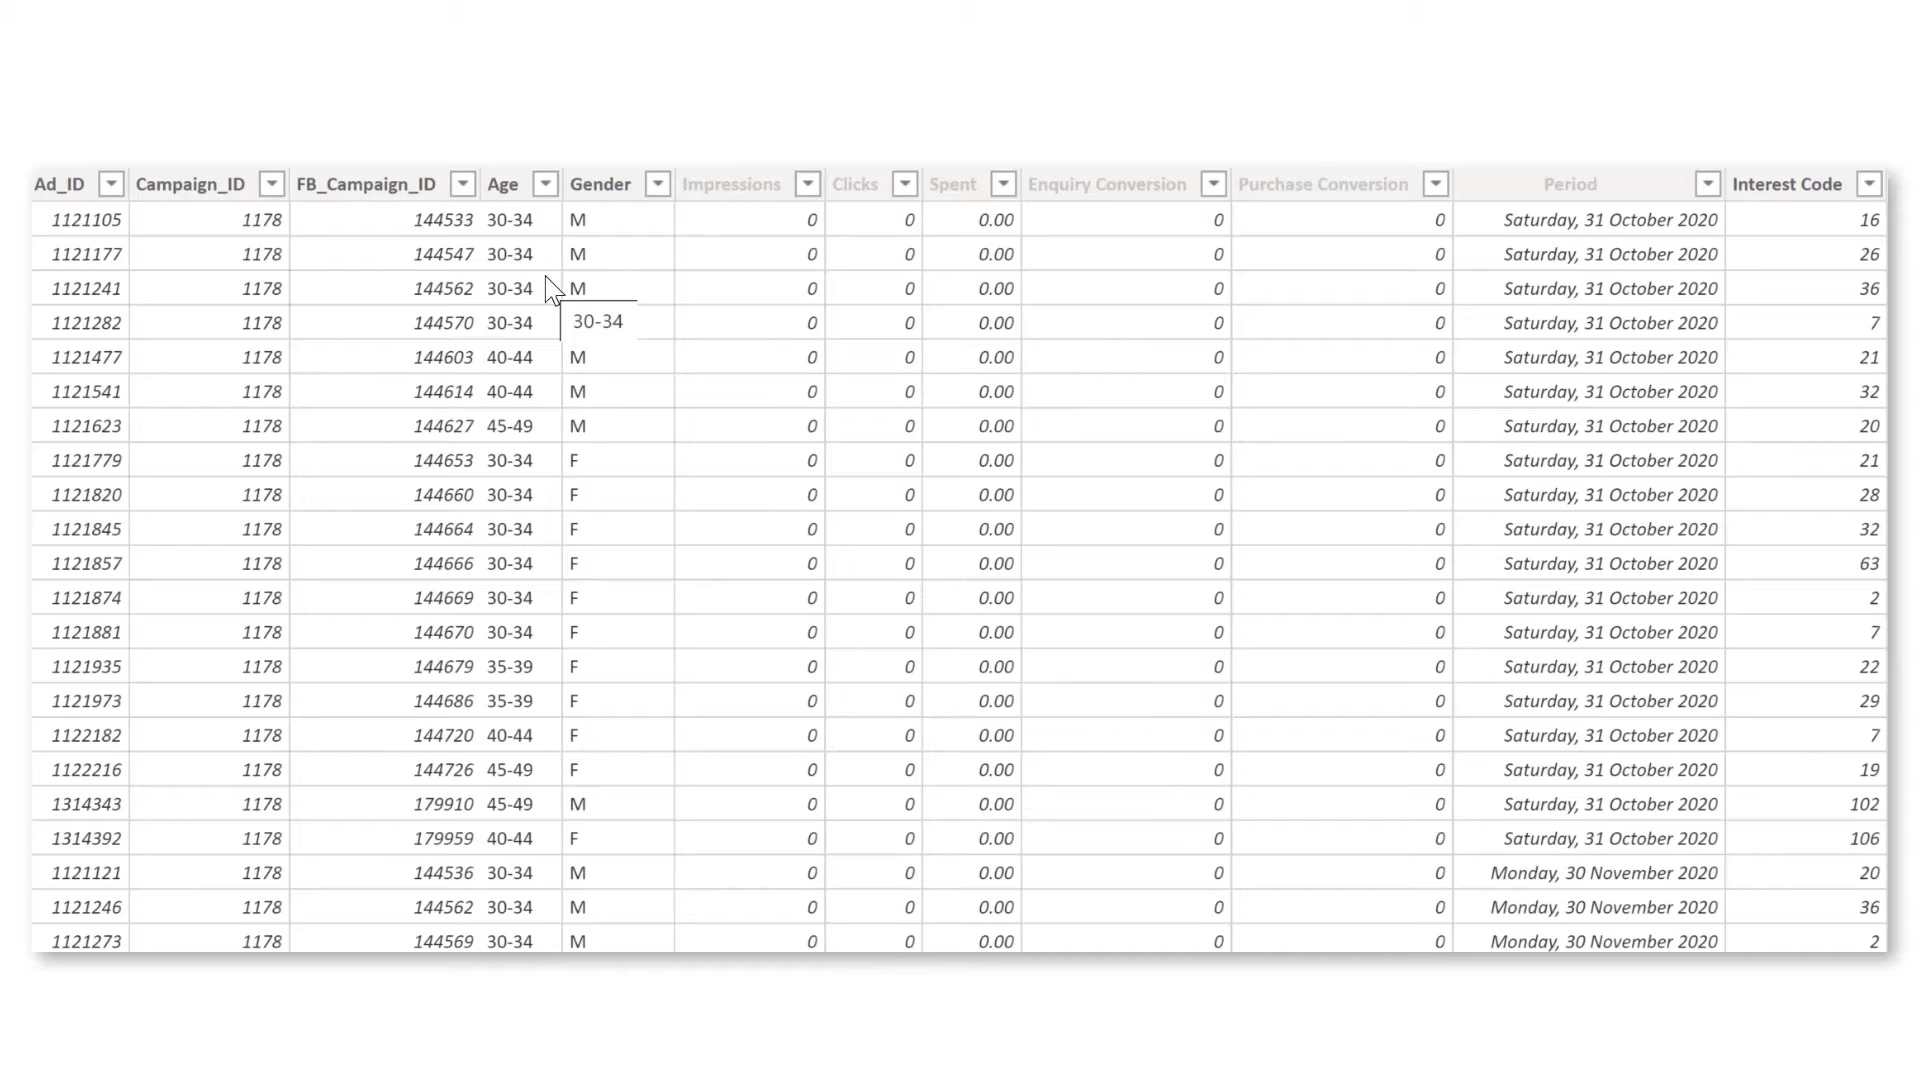 Ad_ID Campaign_ID FB_Campaign_ID Age Gender Impressions Clicks Spent Enquiry Conversion Purchase Conversion Period Interest Code
1121105 1178 144533 30-34 M 0 0 0.00 0 0 Saturday, 31 October 2020 16
1121177 1178 144547 30-34 M 0 0 0.00 0 0 Saturday, 31 October 2020 26
1121241 1178 144562 30-34 M 0 0 0.00 0 0 Saturday, 31 October 2020 36
1121282 1178 144570 30-34 30-34 0 0 0.00 0 0 Saturday, 31 October 2020 7
1121477 1178 144603 40-44 M 0 0 0.00 0 0 Saturday, 31 October 2020 21
1121541 1178 144614 40-44 M 0 0 0.00 0 0 Saturday, 31 October 2020 32
1121623 1178 144627 45-49 M 0 0 0.00 0 0 Saturday, 31 October 2020 20
1121779 1178 144653 30-34 F 0 0 0.00 0 0 Saturday, 31 October 2020 21
1121820 1178 144660 30-34 F 0 0 0.00 0 0 Saturday, 31 October 2020 28
1121845 1178 144664 30-34 F 0 0 0.00 0 0 Saturday, 31 October 2020 32
1121857 1178 144666 30-34 F 0 0 0.00 0 0 Saturday, 31 October 2020 63
1121874 1178 144669 30-34 F 0 0 0.00 0 0 Saturday, 31 October 2020 2
1121881 1178 144670 30-34 F 0 0 0.00 0 0 Saturday, 31 October 2020 7
1121935 1178 144679 35-39 F 0 0 0.00 0 0 Saturday, 31 October 2020 22
1121973 1178 144686 35-39 F 0 0 0.00 0 0 Saturday, 31 October 2020 29
1122182 1178 144720 40-44 F 0 0 0.00 0 0 Saturday, 31 October 2020 7
1122216 1178 144726 45-49 F 0 0 0.00 0 0 Saturday, 31 October 2020 19
1314343 1178 179910 45-49 M 0 0 0.00 0 0 Saturday, 31 October 2020 102
1314392 1178 179959 40-44 F 0 0 0.00 0 0 Saturday, 31 October 2020 106
1121121 1178 144536 30-34 M 0 0 0.00 0 0 Monday, 30 November 2020 20
1121246 1178 144562 30-34 M 0 0 0.00 0 0 Monday, 30 November 2020 36
1121273 1178 144569 30-34 M 0 0 0.00 0 0 Monday, 30 November 2020 2